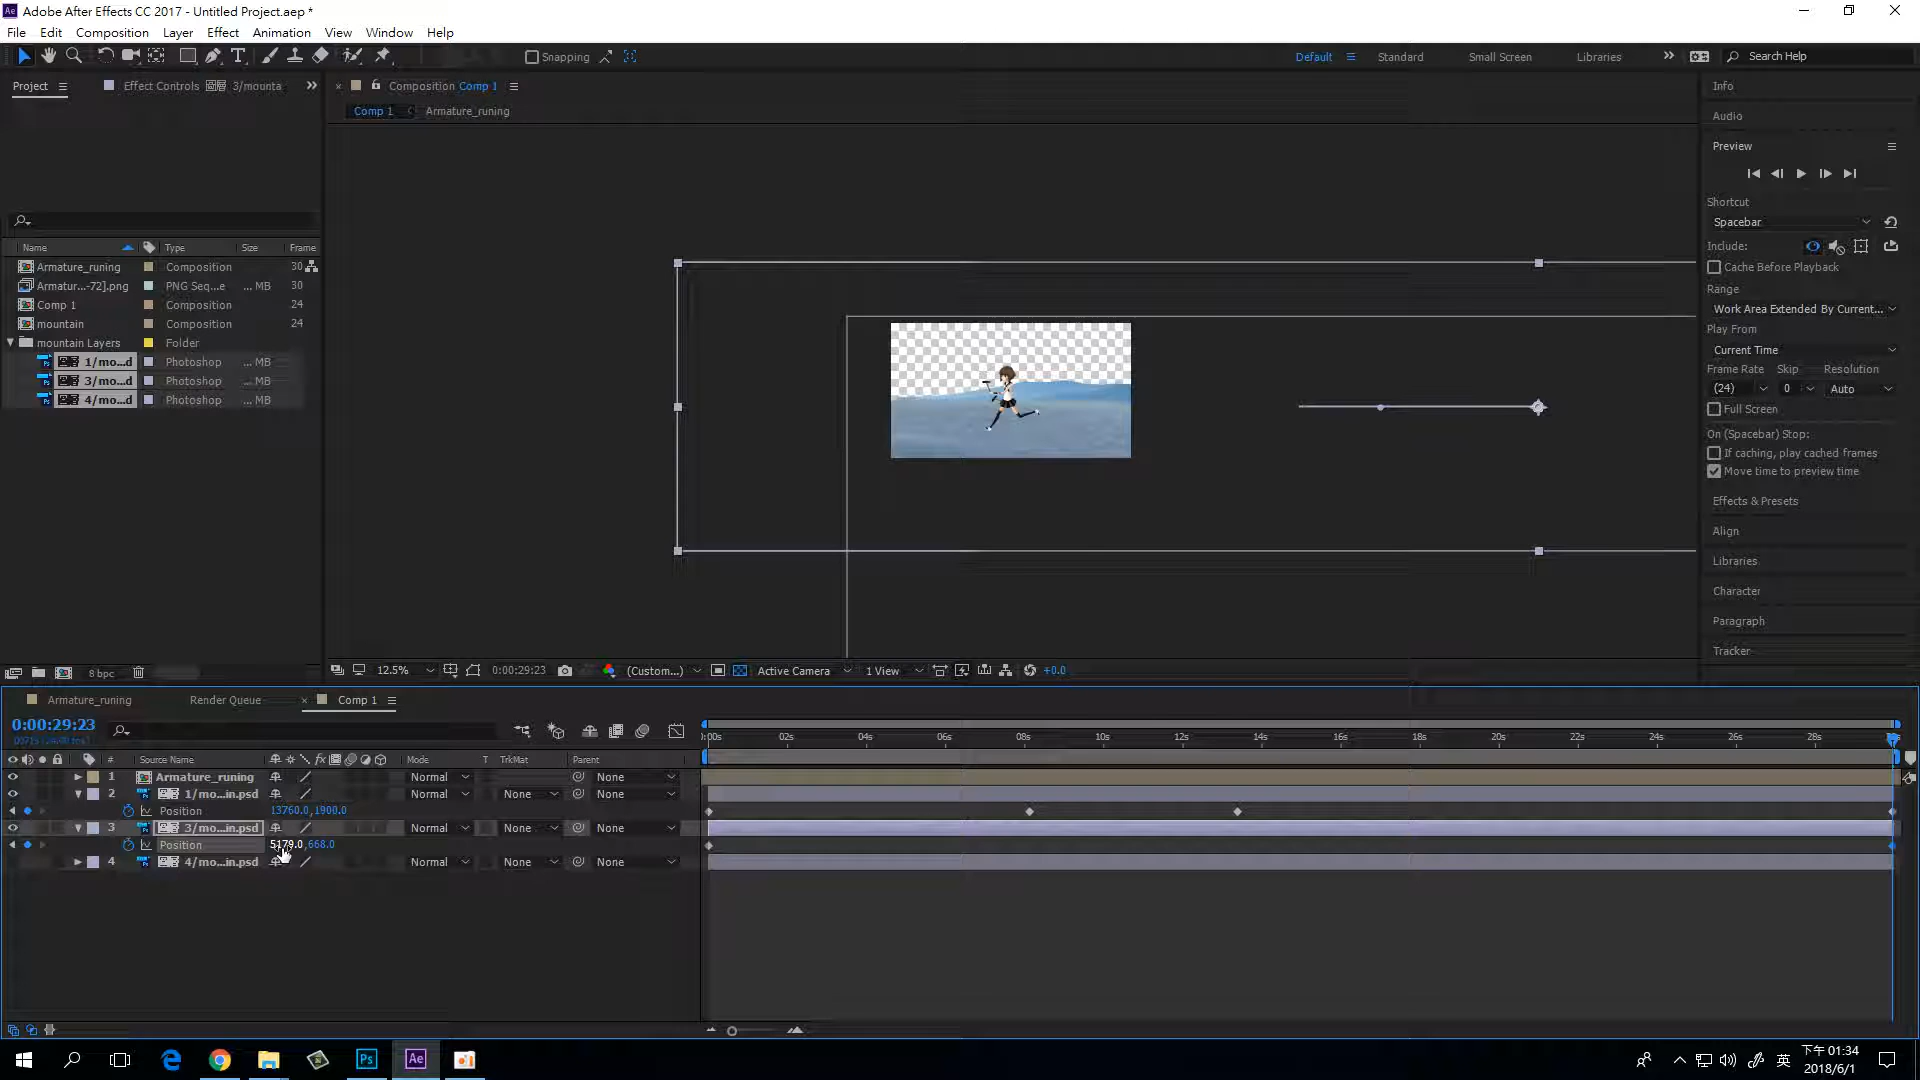 Adobe After Effects CC 2017 - Untitled Project.aep *
File Edit Composition Layer Effect Animation View Window Help
Snapping Default Standard Small Screen Libraries Search Help
Project Effect Controls 3/mounta Composition Comp 1 Info
Comp 1 Armature_runing
Audio
Preview
Shortcut
Spacebar
Include:
Cache Before Playback
Range
Work Area Extended By Current...
Play From
Current Time
Frame Rate Skip Resolution
(24) 0 Auto
Full Screen
On (Spacebar) Stop:
If caching, play cached frames
Move time to preview time
Effects & Presets
Align
Libraries
Character
Paragraph
Tracker
Name Type Size Frame
Armature_runing Composition 30
Armatur...-72].png PNG Seq...e ... MB 30
Comp 1 Composition 24
mountain Composition 24
mountain Layers Folder
1/mo...d Photoshop ... MB
3/mo...d Photoshop ... MB
4/mo...d Photoshop ... MB
8 bpc 12.5% 0:00:29:23 (Custom...) Active Camera 1 View +0.0
Armature_runing Render Queue Comp 1
0:00:29:23
:00s 02s 04s 06s 08s 10s 12s 14s 16s 18s 20s 22s 24s 26s 28s
# Source Name fx Mode T TrkMat Parent
1 Armature_runing Normal None
2 1/mo...in.psd Normal None None
Position 13760.0,1900.0
3 3/mo...in.psd Normal None None
Position 5179.0,668.0
4 4/mo...in.psd Normal None None
Ps Ae 英 下午 01:34
2018/6/1